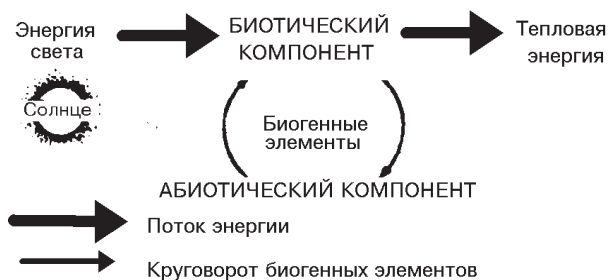 Энергия
света
БИОТИЧЕСКИЙ
КОМПОНЕНТ
Тепловая
энергия
Солнце
Биогенные
элементы
АБИОТИЧЕСКИЙ КОМПОНЕНТ
Поток энергии
Круговорот биогенных элементов